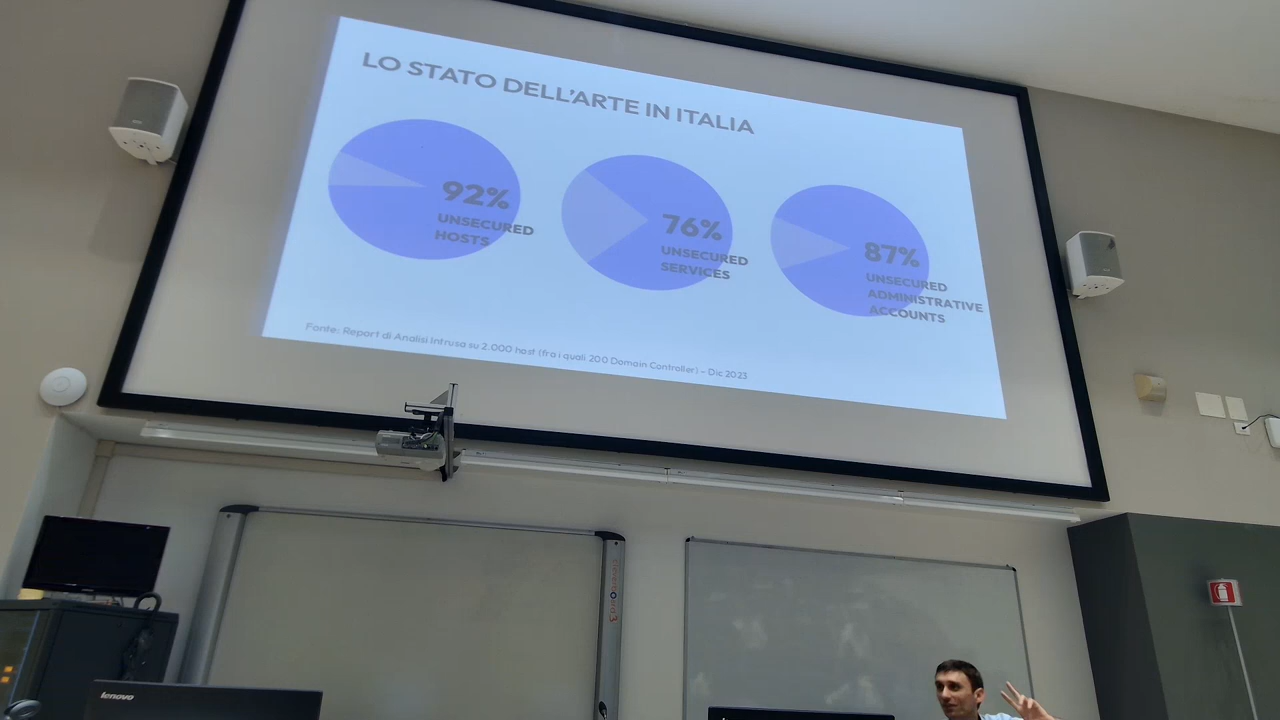 LO STATO DELL'ARTE IN ITALIA
92%
UNSECURED
HOSTS
76%
UNSECURED
SERVICES
87%
UNSECURED
ADMINISTRATIVE
ACCOUNTS
Fonte: Report di Analisi Intrusa su 2.000 host (fra i quali 200 Domain Controller) – Dic 2023
lenovo